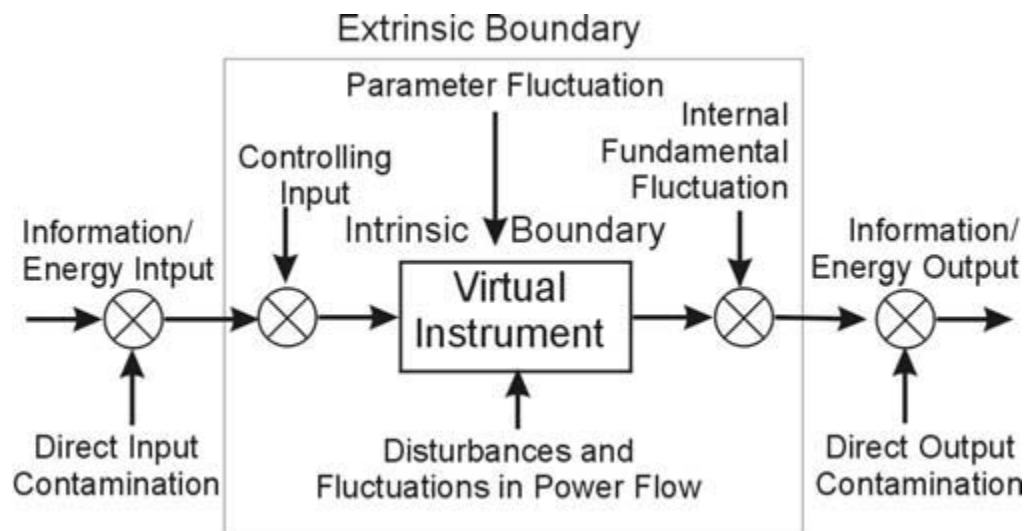 Extrinsic Boundary
Parameter Fluctuation
Internal
Fundamental
Fluctuation
Controlling
Input
Information/
Energy Intput
Intrinsic Boundary
Information/
Energy Output
Virtual
Instrument
Direct Input
Contamination
Disturbances and
Fluctuations in Power Flow
Direct Output
Contamination